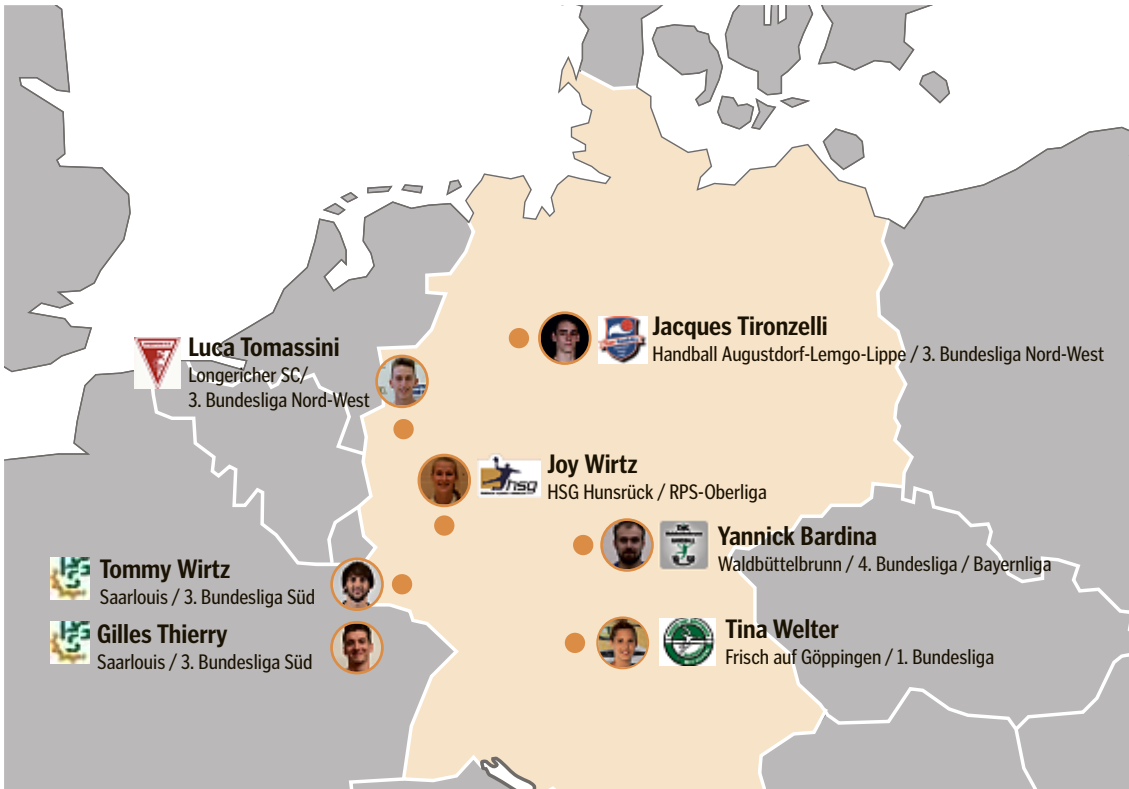 Jacques Tironzelli
Handball Augustdorf-Lemgo-Lippe / 3. Bundesliga Nord-West
Luca Tomassini
Longericher SC/
3. Bundesliga Nord-West
Joy Wirtz
HSG Hunsrück / RPS-Oberliga
hsg
Yannick Bardina
Waldbüttelbrunn / 4. Bundesliga / Bayernliga
Tommy Wirtz
Saarlouis / 3. Bundesliga Süd
Gilles Thierry
Saarlouis / 3. Bundesliga Süd
Tina Welter
Frisch auf Göppingen / 1. Bundesliga